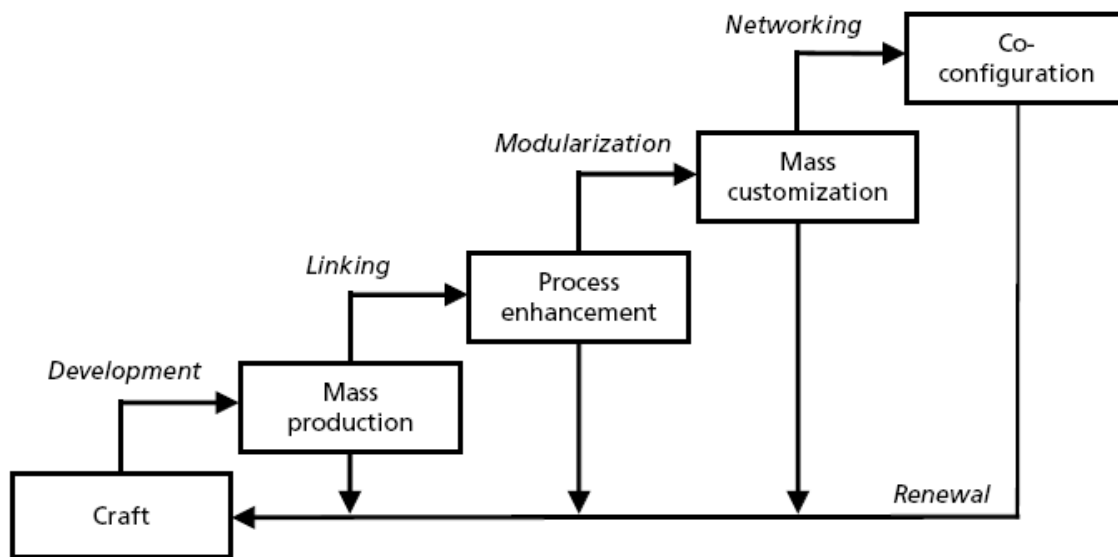 Networking
Co-
configuration
Modularization
Mass
customization
Linking
Process
enhancement
Development
Mass
production
Renewal
Craft